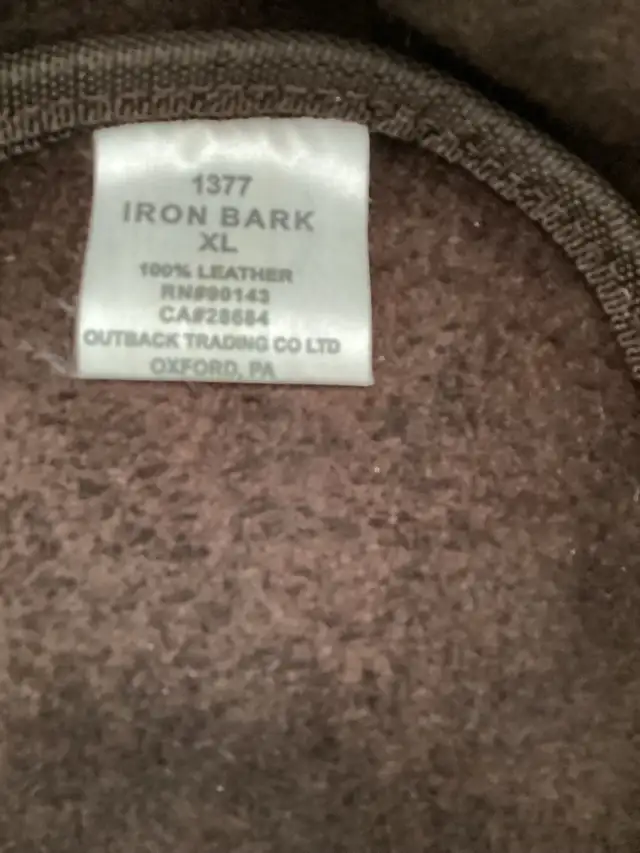 1377
IRON BARK
XL
100% LEATHER
RN#90143
CA#28684
OUTBACK TRADING CO LTD
OXFORD, PA